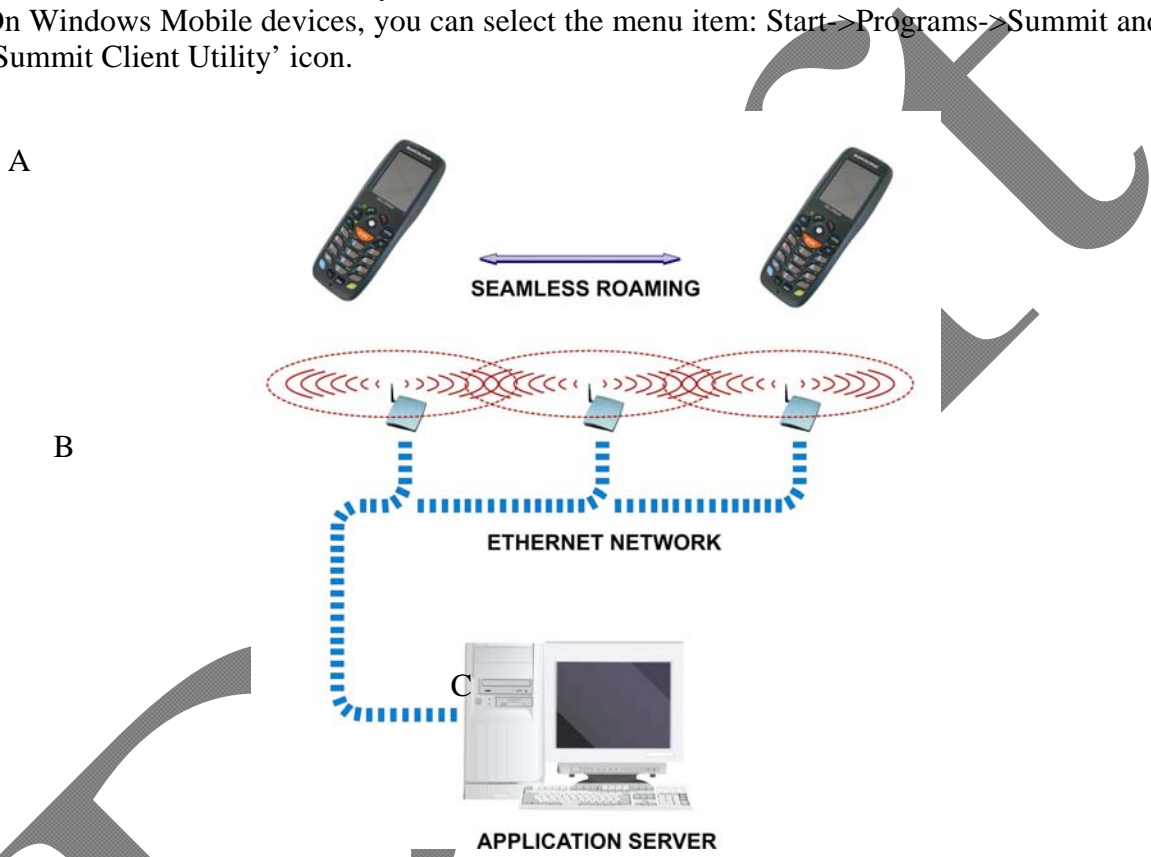 On Windows Mobile devices, you can select the menu item: Start->Programs->Summit and
Summit Client Utility’ icon.
A
SEAMLESS ROAMING
B
ETHERNET NETWORK
C
APPLICATION SERVER